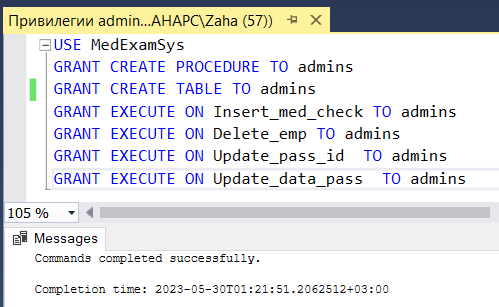 Привилегии admin...АНАРС\Zaha (57))
USE MedExamSys
GRANT CREATE PROCEDURE TO admins
GRANT CREATE TABLE TO admins
GRANT EXECUTE ON Insert_med_check TO admins
GRANT EXECUTE ON Delete_emp TO admins
GRANT EXECUTE ON Update_pass_id  TO admins
GRANT EXECUTE ON Update_data_pass  TO admins
105 %
Messages
Commands completed successfully.
Completion time: 2023-05-30T01:21:51.2062512+03:00